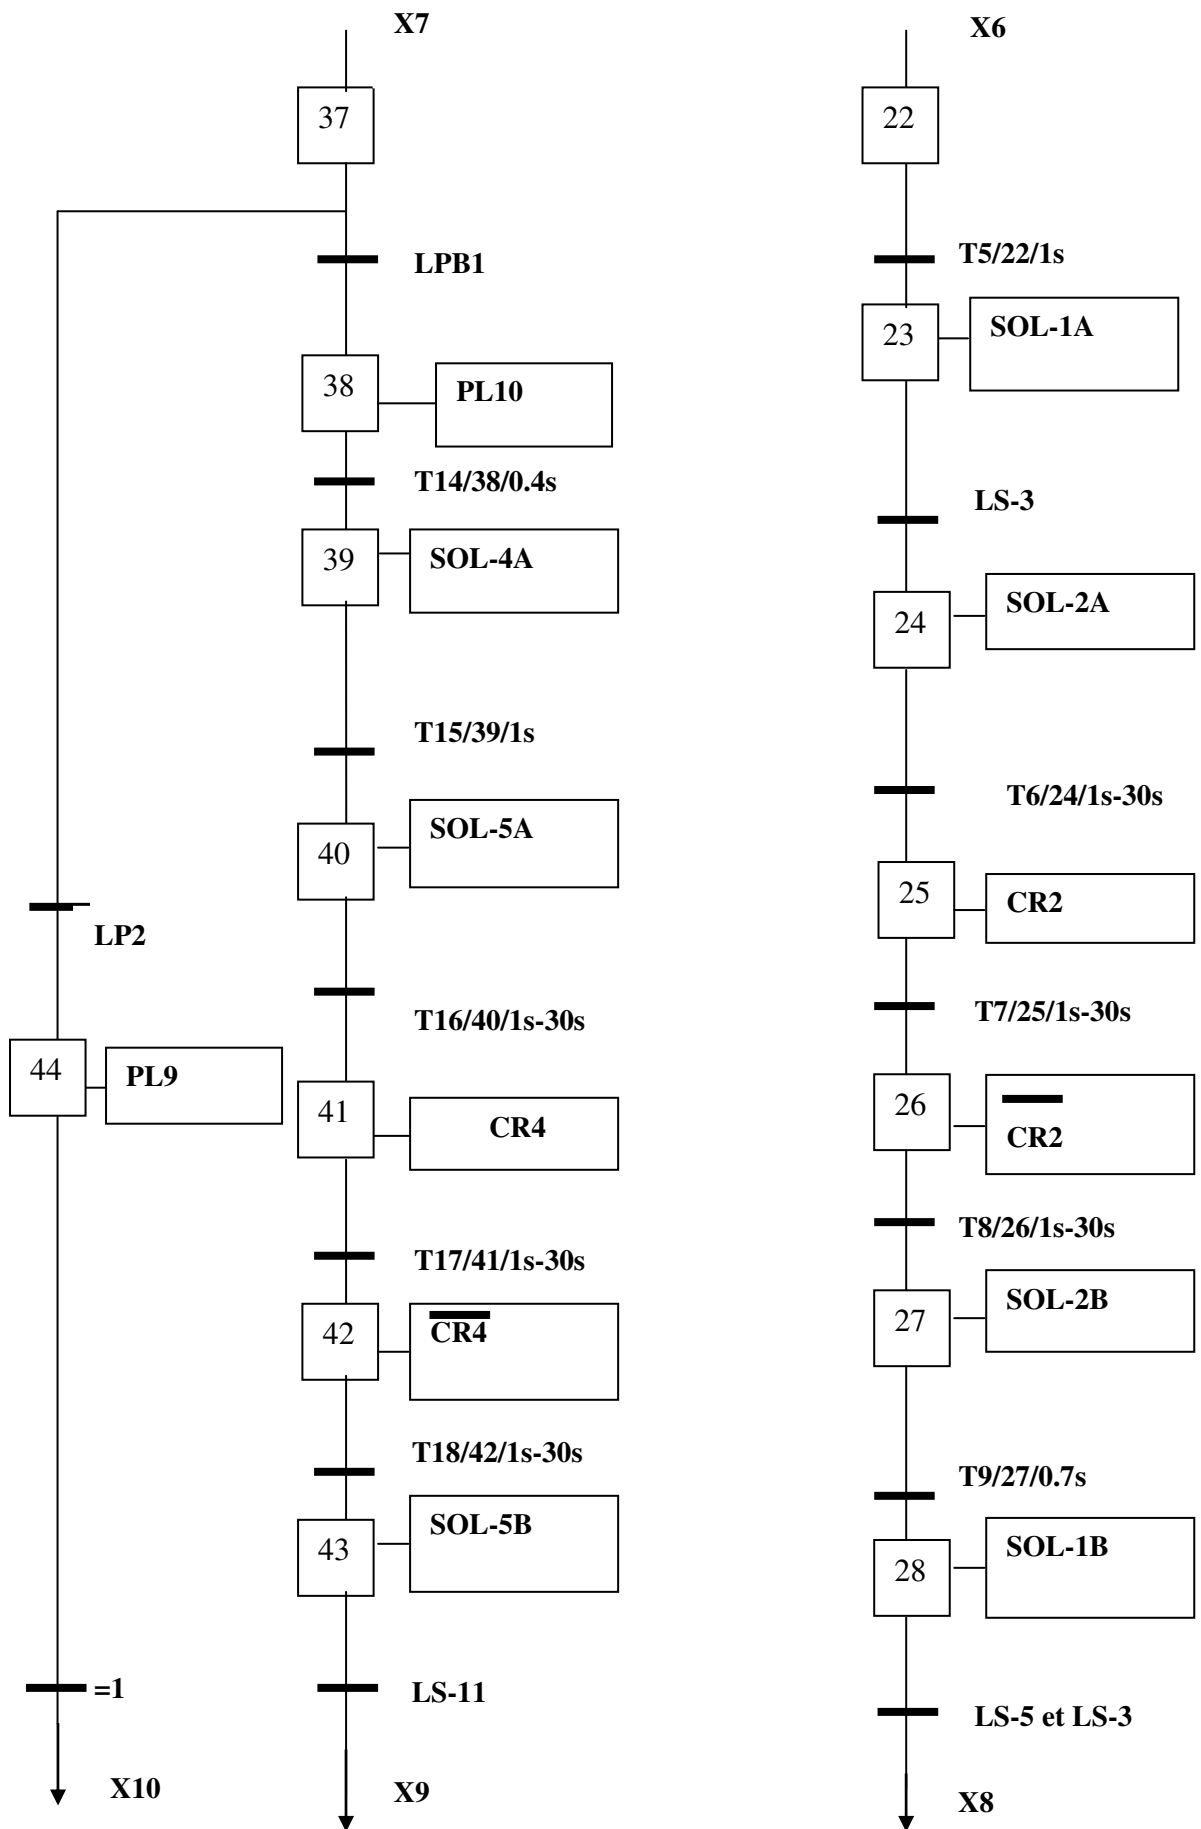 X7
37
LPB1
38
PL10
T14/38/0.4s
39
SOL-4A
T15/39/1s
40
SOL-5A
T16/40/1s-30s
41
CR4
T17/41/1s-30s
42
C̅R̅4̅
T18/42/1s-30s
43
SOL-5B
LS-11
X9
LP2
44
PL9
=1
X10
X6
22
T5/22/1s
23
SOL-1A
LS-3
24
SOL-2A
T6/24/1s-30s
25
CR2
T7/25/1s-30s
26
C̅R̅2̅
T8/26/1s-30s
27
SOL-2B
T9/27/0.7s
28
SOL-1B
LS-5 et LS-3
X8